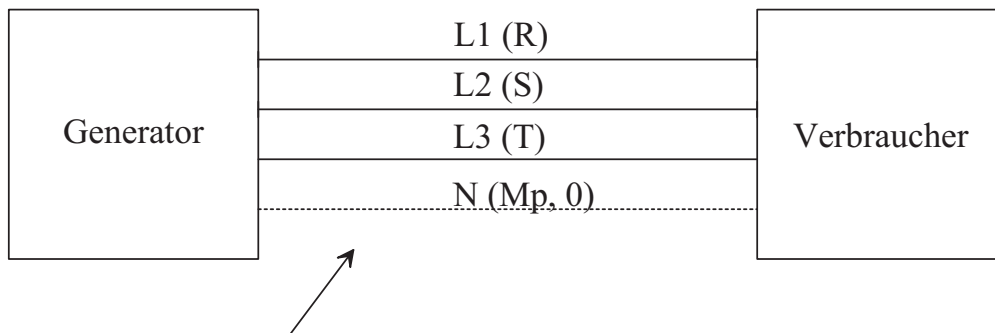 L1 (R)
L2 (S)
Generator
L3 (T)
Verbraucher
N (Mp, 0)